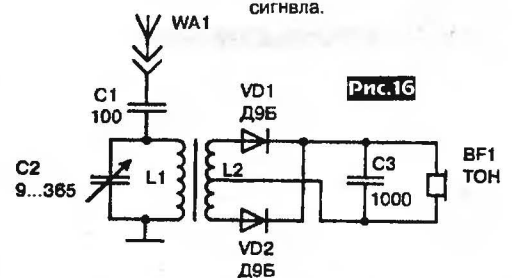 сигнвла.
WA1
Рис.16
C1
100
VD1
Д9Б
C2
9...365
L1
L2
C3
1000
BF1
ТОН
VD2
Д9Б